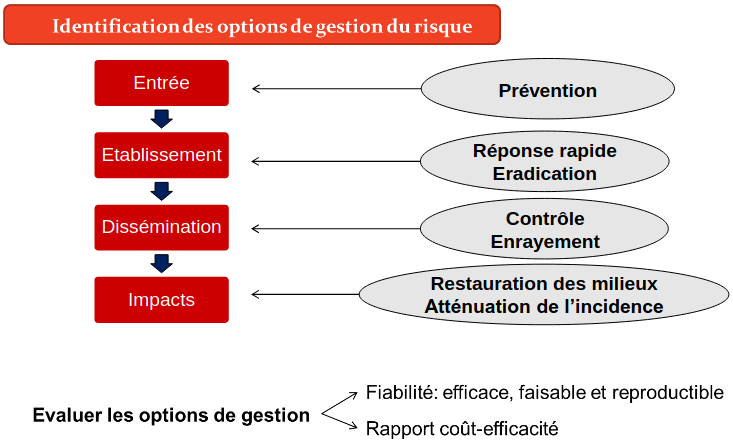 Identification des options de gestion du risque
Entrée
Prévention
Etablissement
Réponse rapide
Eradication
Dissémination
Contrôle
Enrayement
Impacts
Restauration des milieux
Atténuation de l’incidence
Evaluer les options de gestion
Fiabilité: efficace, faisable et reproductible
Rapport coût-efficacité